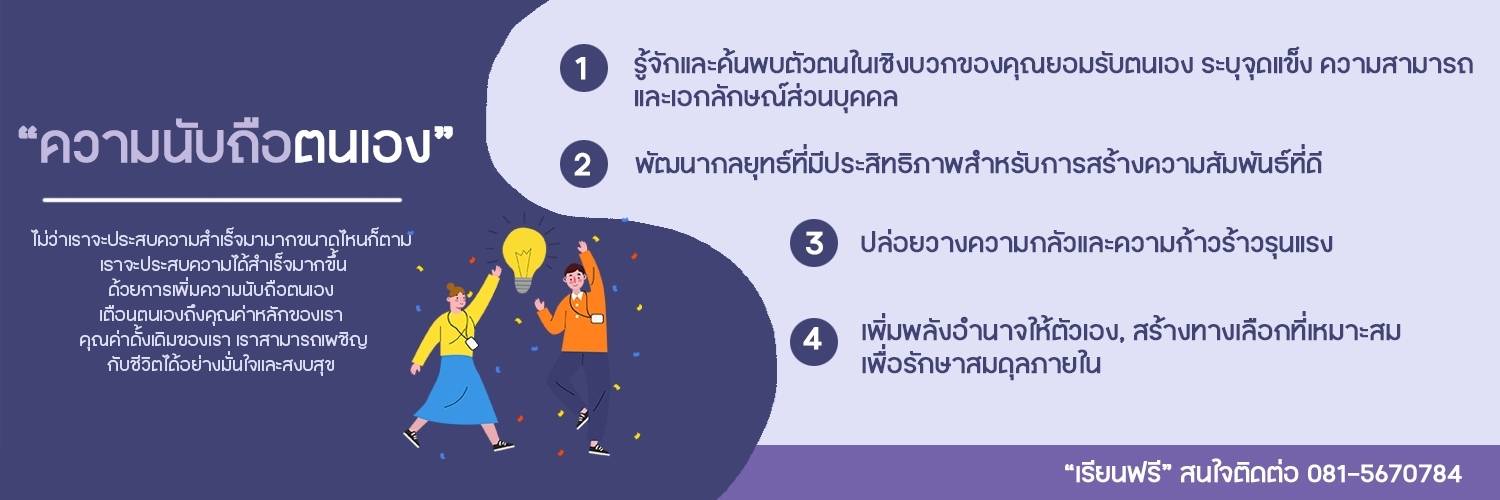 “ความนับถือตนเอง”
ไม่ว่าเราจะประสบความสำเร็จมามากขนาดไหนก็ตาม
เราจะประสบความได้สำเร็จมากขึ้น
ด้วยการเพิ่มความนับถือตนเอง
เตือนตนเองถึงคุณค่าหลักของเรา
คุณค่าดั้งเดิมของเรา เราสามารถเผชิญ
กับชีวิตได้อย่างมั่นใจและสงบสุข
1 รู้จักและค้นพบตัวตนในเชิงบวกของคุณยอมรับตนเอง ระบุจุดแข็ง ความสามารถ
และเอกลักษณ์ส่วนบุคคล
2 พัฒนากลยุทธ์ที่มีประสิทธิภาพสำหรับการสร้างความสัมพันธ์ที่ดี
3 ปล่อยวางความกลัวและความก้าวร้าวรุนแรง
4 เพิ่มพลังอำนาจให้ตัวเอง, สร้างทางเลือกที่เหมาะสม
เพื่อรักษาสมดุลภายใน
“เรียนฟรี” สนใจติดต่อ 081-5670784